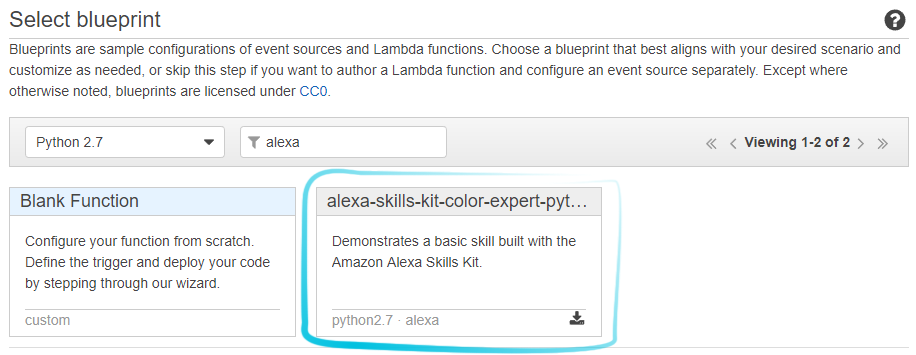 Select blueprint
Blueprints are sample configurations of event sources and Lambda functions. Choose a blueprint that best aligns with your desired scenario and
customize as needed, or skip this step if you want to author a Lambda function and configure an event source separately. Except where
otherwise noted, blueprints are licensed under CC0.
Python 2.7
alexa
« ‹ Viewing 1-2 of 2 › »
Blank Function
Configure your function from scratch.
Define the trigger and deploy your code
by stepping through our wizard.
custom
alexa-skills-kit-color-expert-pyt…
Demonstrates a basic skill built with the
Amazon Alexa Skills Kit.
python2.7 · alexa